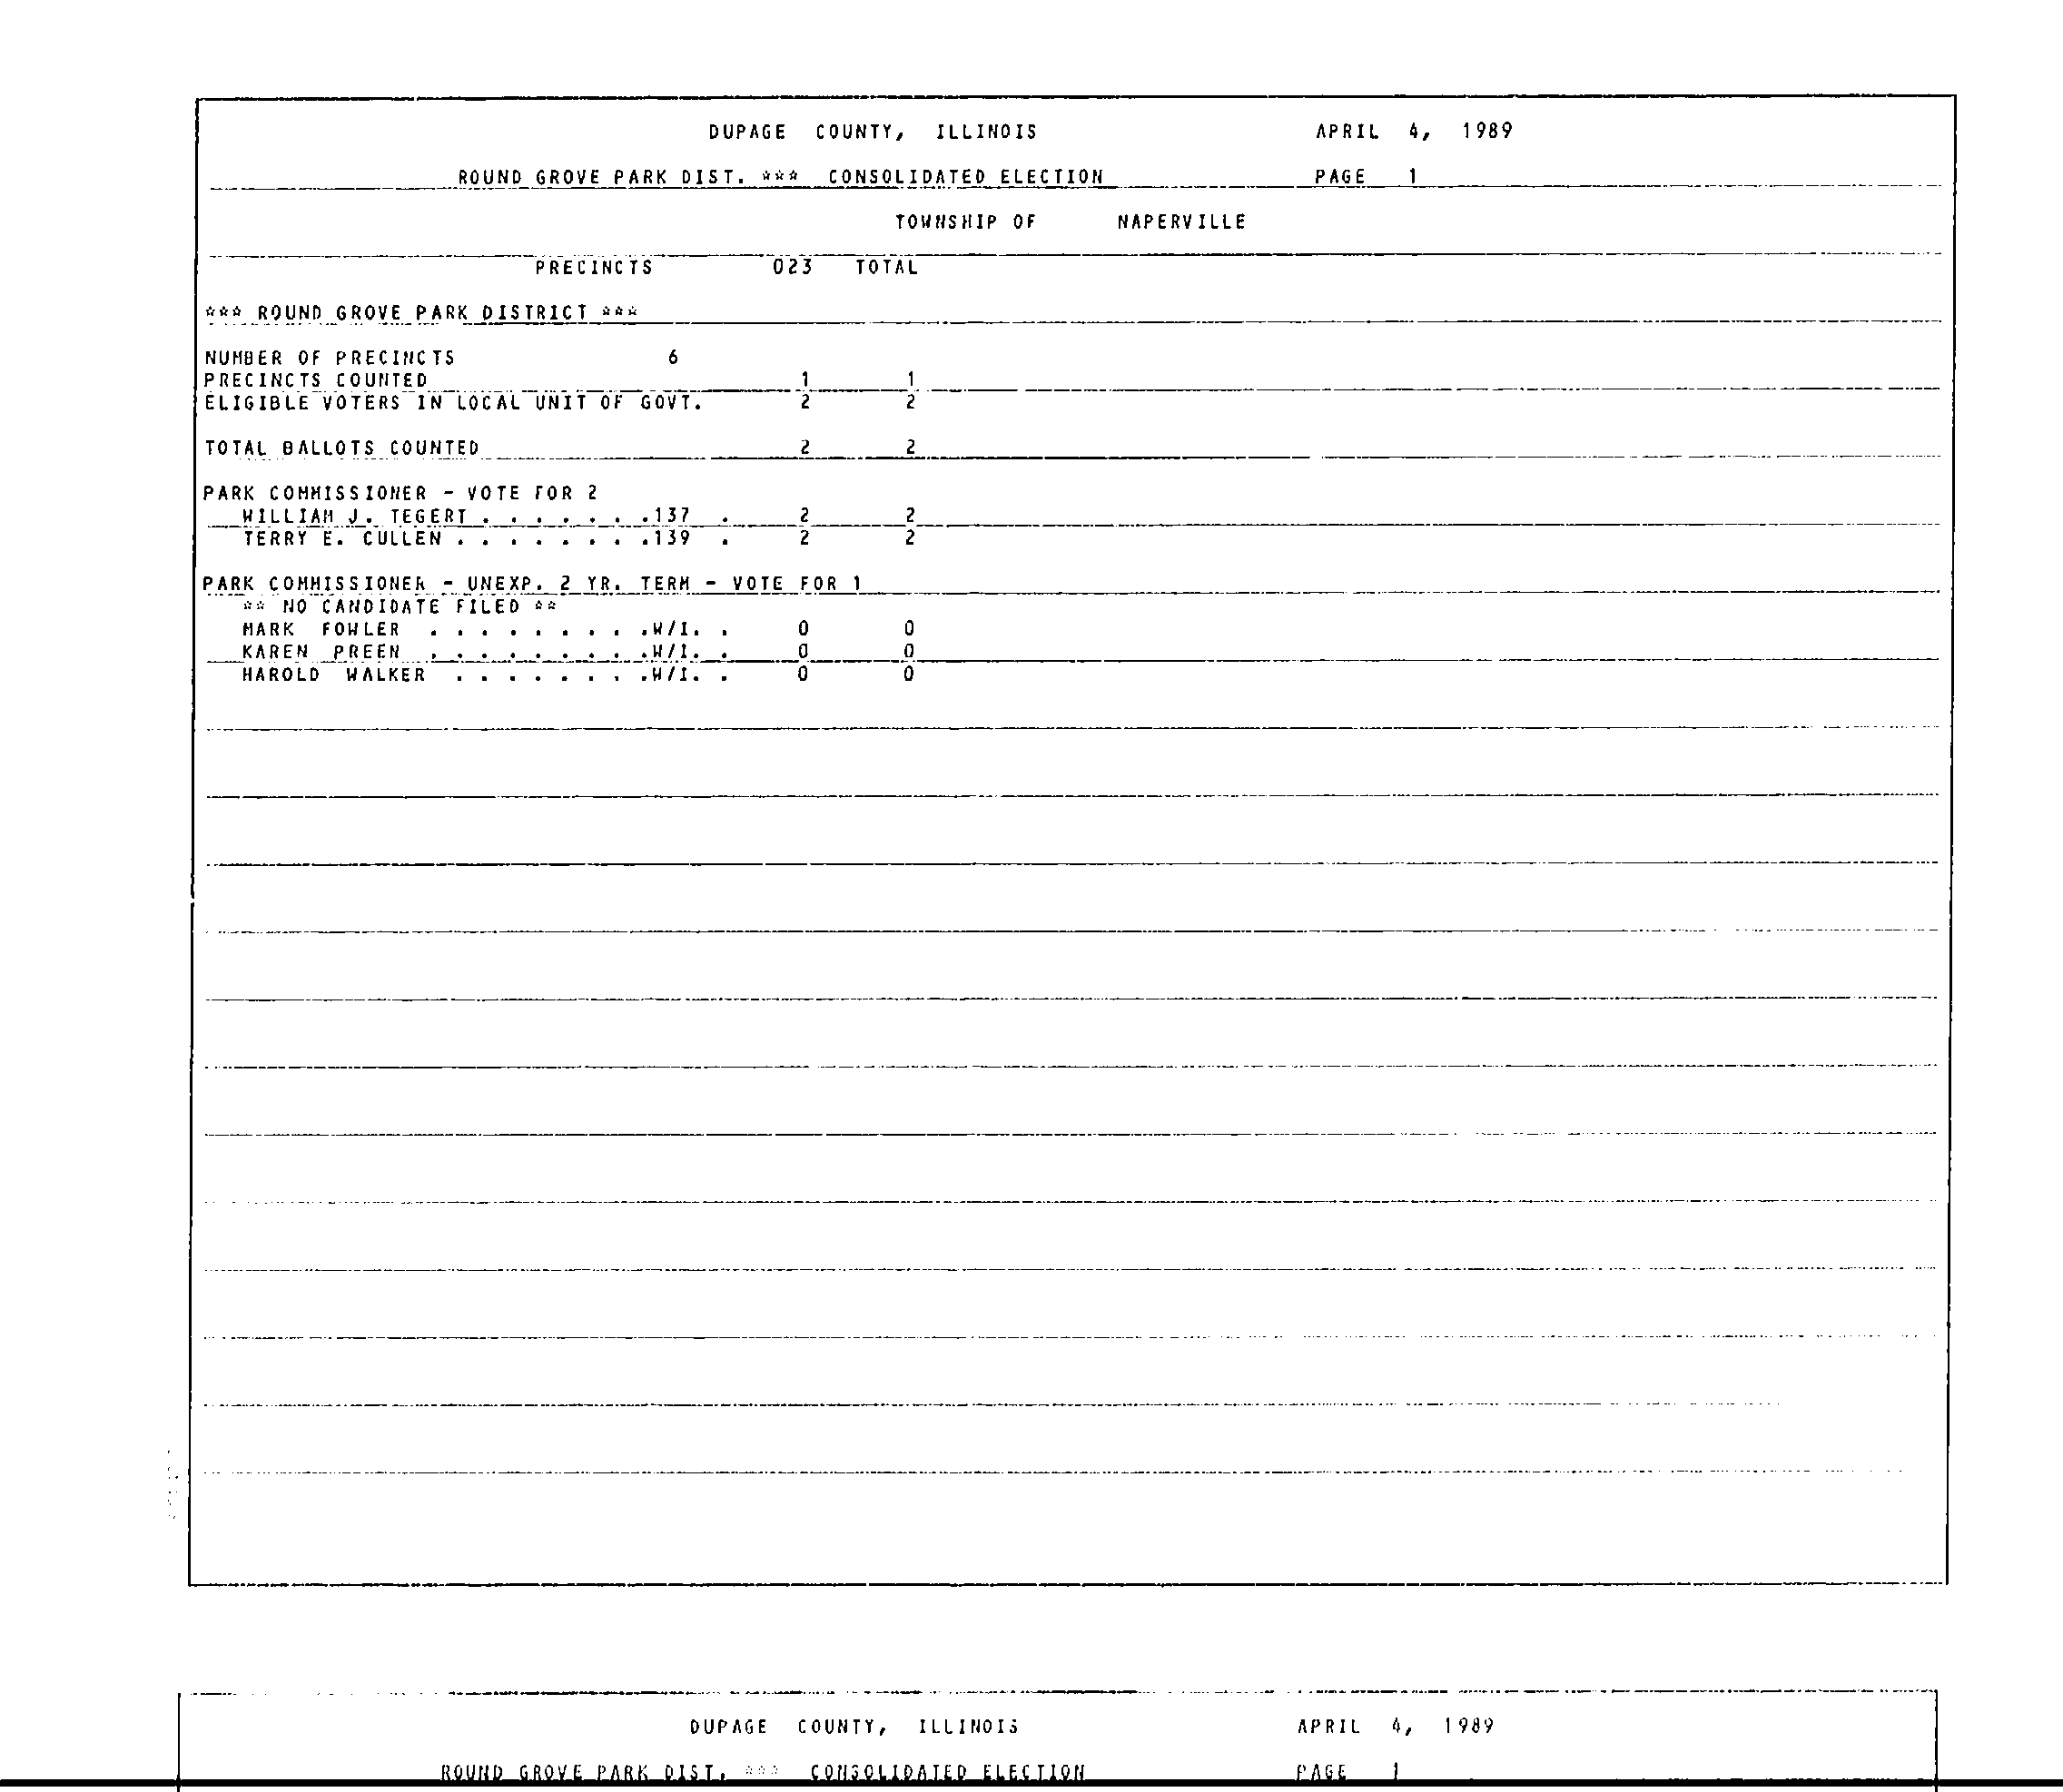 DUPAGE COUNTY, ILLINOIS APRIL 4, 1989
ROUND GROVE PARK DIST. *** CONSOLIDATED ELECTION PAGE 1
TOWNSHIP OF NAPERVILLE
PRECINCTS 023 TOTAL
*** ROUND GROVE PARK DISTRICT ***
NUMBER OF PRECINCTS 6
PRECINCTS COUNTED 1 1
ELIGIBLE VOTERS IN LOCAL UNIT OF GOVT. 2 2
TOTAL BALLOTS COUNTED 2 2
PARK COMMISSIONER - VOTE FOR 2
WILLIAM J. TEGERT . . . . . . .137 . 2 2
TERRY E. CULLEN . . . . . . . .139 . 2 2
PARK COMMISSIONER - UNEXP. 2 YR. TERM - VOTE FOR 1
** NO CANDIDATE FILED **
MARK FOWLER . . . . . . . . .W/I. . 0 0
KAREN PREEN . . . . . . . . .W/I. . 0 0
HAROLD WALKER . . . . . . . .W/I. . 0 0
DUPAGE COUNTY, ILLINOIS APRIL 4, 1989
ROUND GROVE PARK DIST. *** CONSOLIDATED ELECTION PAGE 1